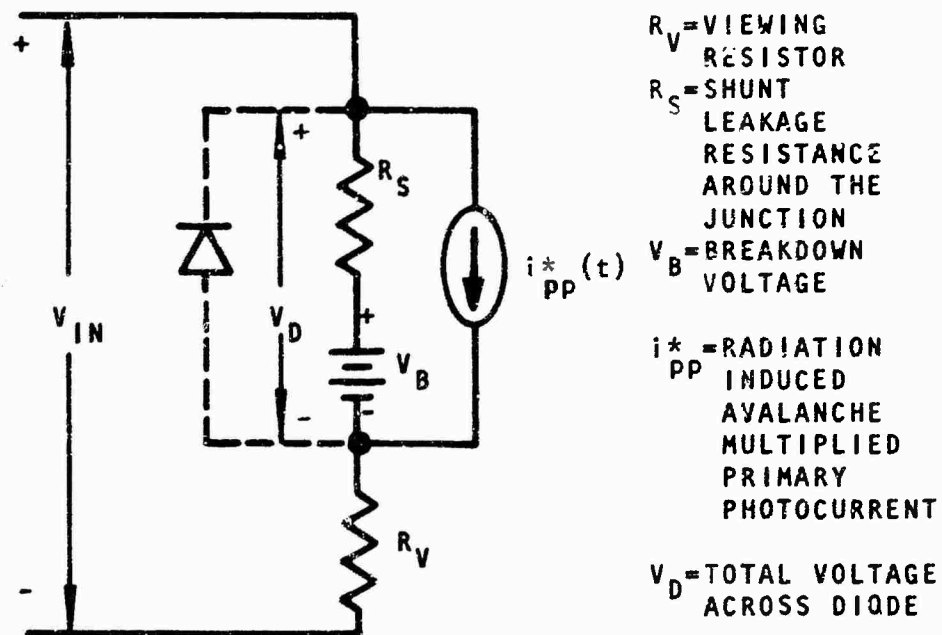 +
V_IN
-
+
V_D
-
R_S
+
V_B
-
i*_pp(t)
R_V
R_V=VIEWING
RESISTOR
R_S=SHUNT
LEAKAGE
RESISTANCE
AROUND THE
JUNCTION
V_B=BREAKDOWN
VOLTAGE
i*_pp=RADIATION
INDUCED
AVALANCHE
MULTIPLIED
PRIMARY
PHOTOCURRENT
V_D=TOTAL VOLTAGE
ACROSS DIODE